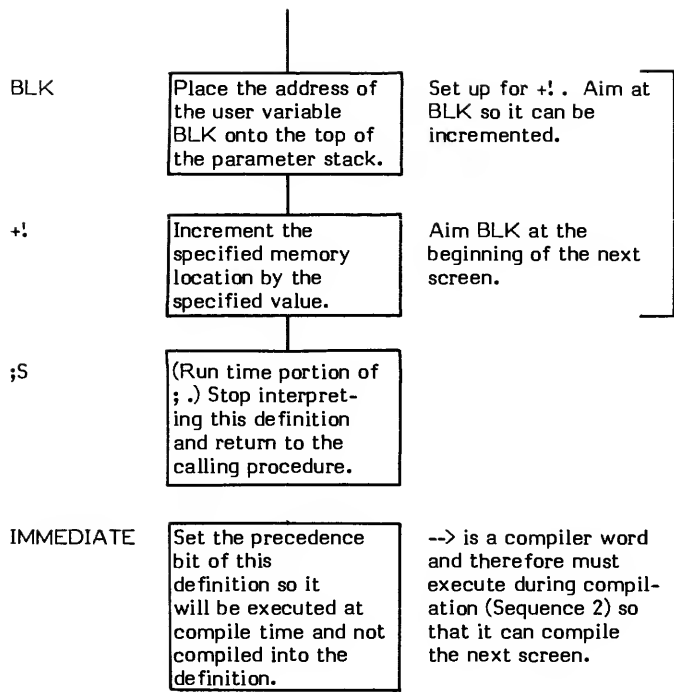 BLK
Place the address of
the user variable
BLK onto the top of
the parameter stack.
Set up for +! . Aim at
BLK so it can be
incremented.
+!
Increment the
specified memory
location by the
specified value.
Aim BLK at the
beginning of the next
screen.
;S
(Run time portion of
; .) Stop interpret-
ing this definition
and return to the
calling procedure.
IMMEDIATE
Set the precedence
bit of this
definition so it
will be executed at
compile time and not
compiled into the
definition.
--> is a compiler word
and therefore must
execute during compil-
ation (Sequence 2) so
that it can compile
the next screen.